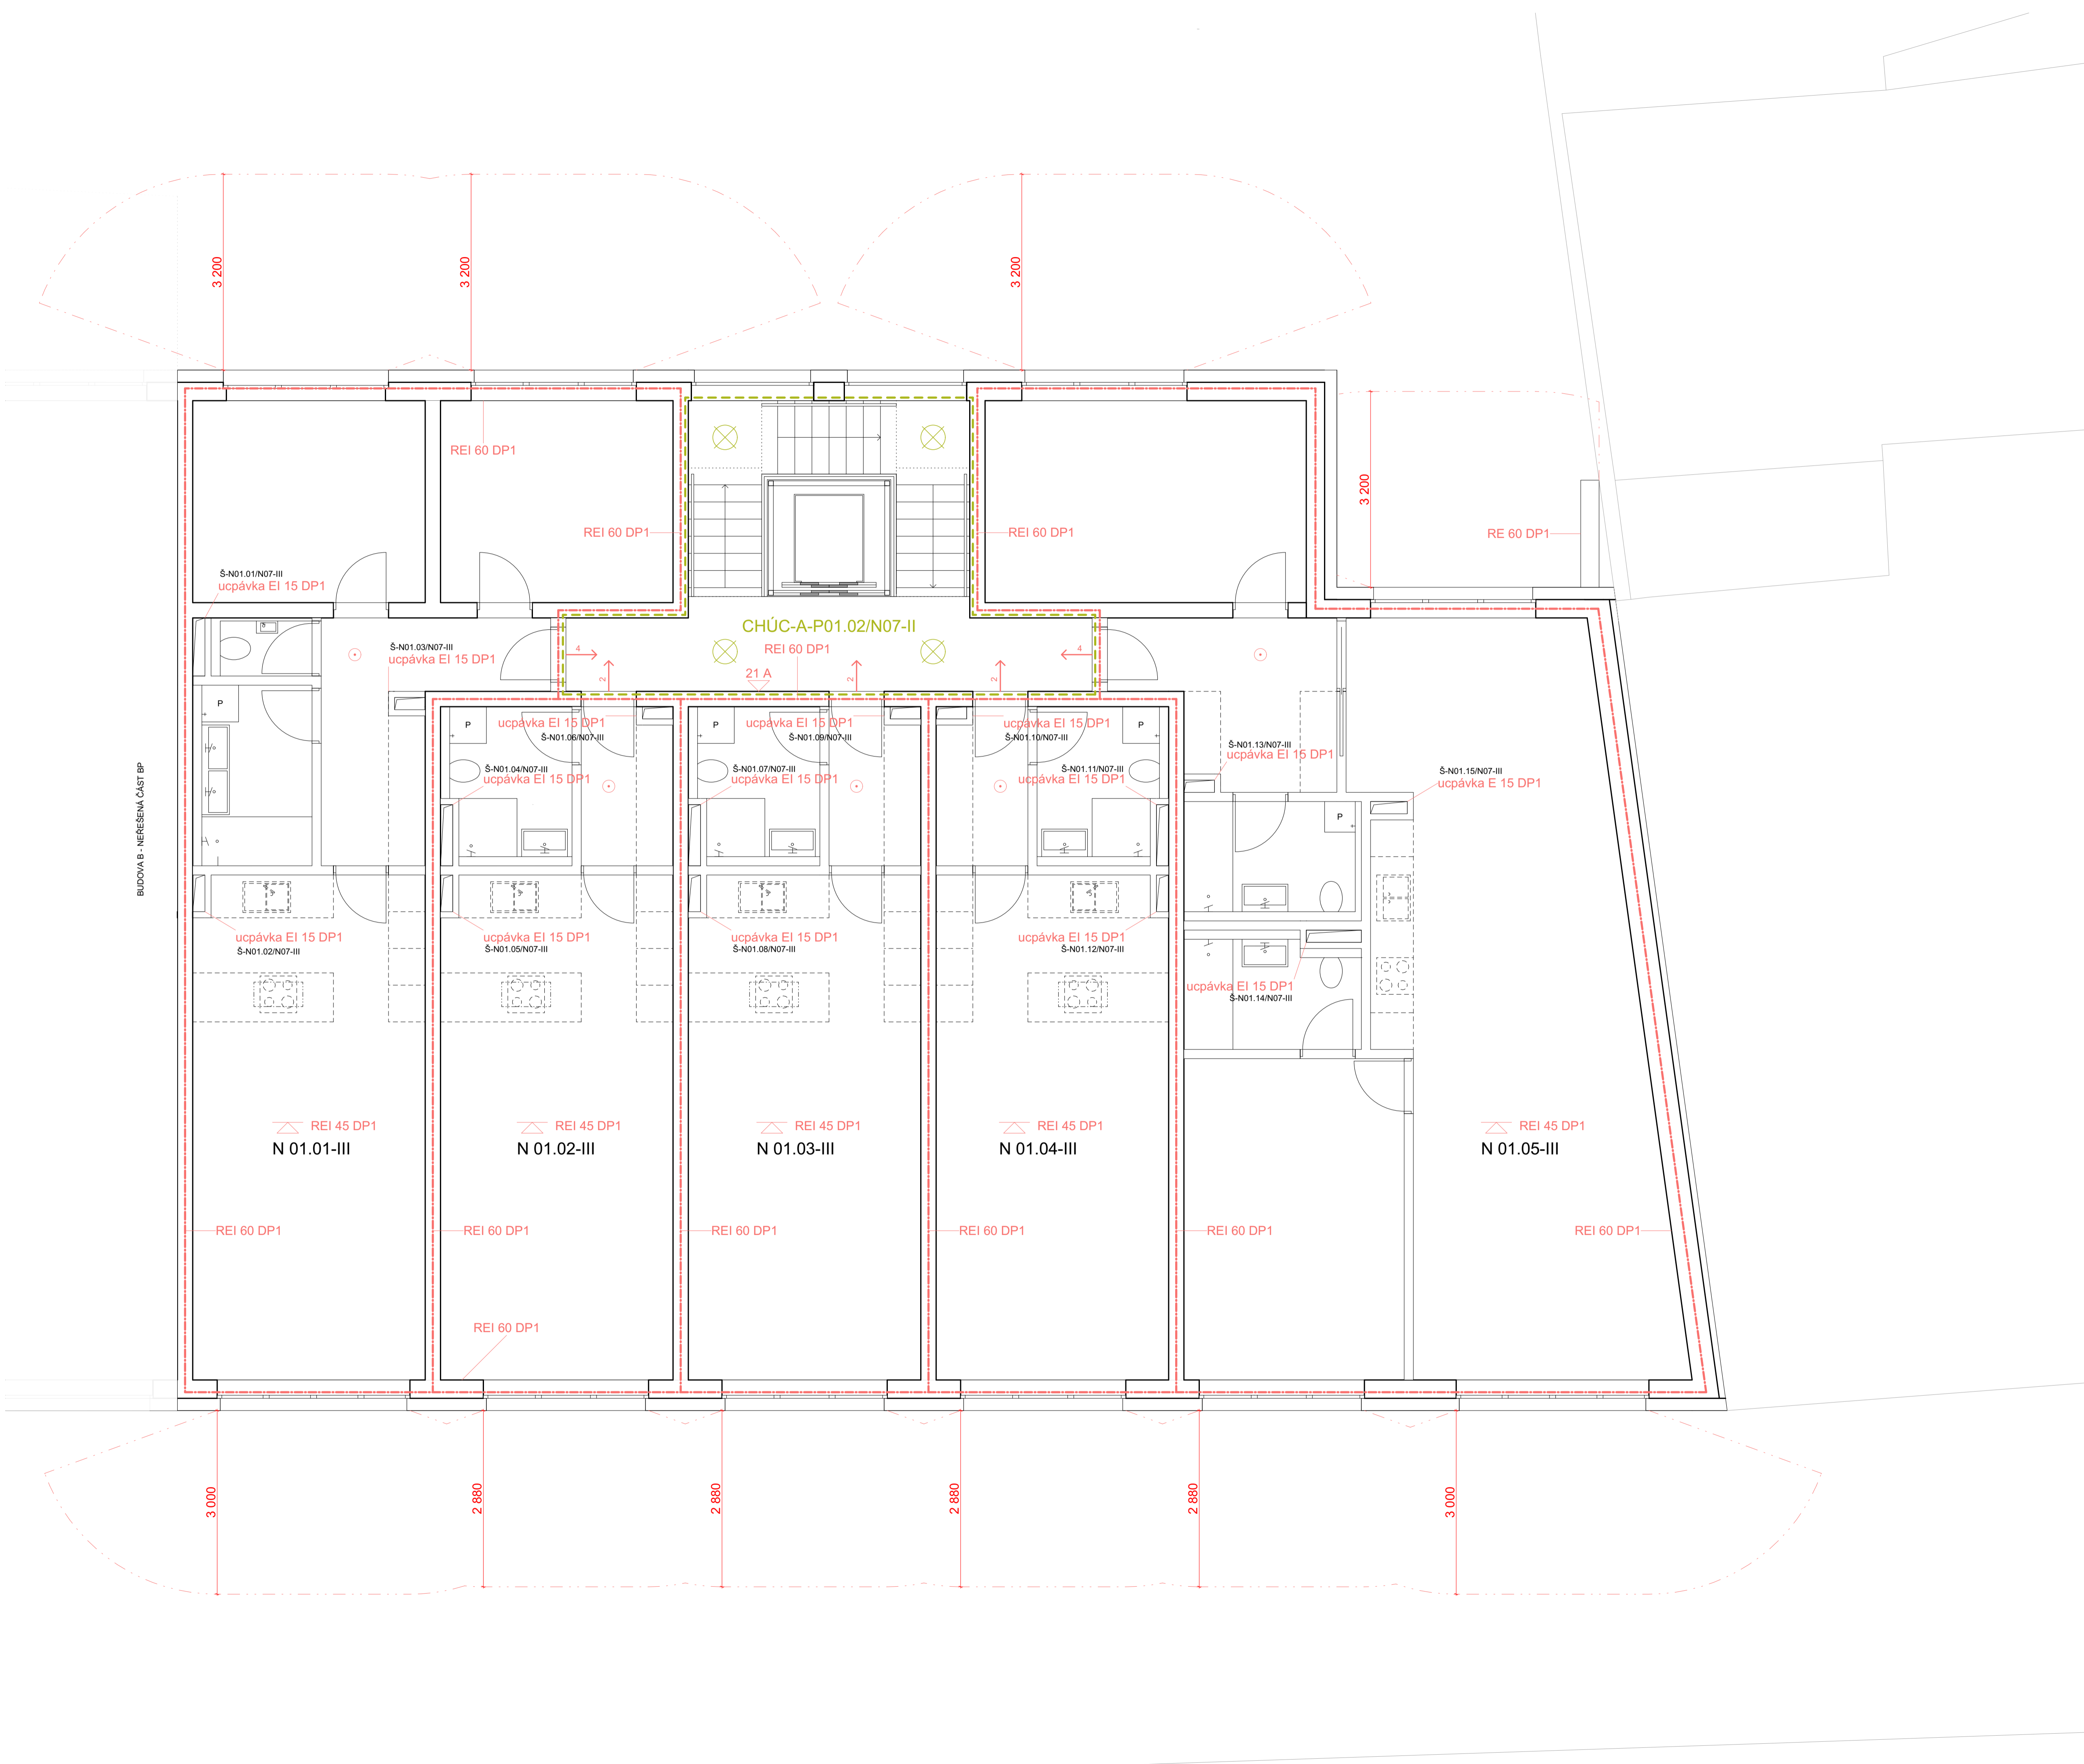 3 200
3 200
3 200
3 200
REI 60 DP1
REI 60 DP1
REI 60 DP1
RE 60 DP1
Š-N01.01/N07-III
ucpávka EI 15 DP1
CHÚC-A-P01.02/N07-II
REI 60 DP1
21 A
4
2
2
2
4
Š-N01.03/N07-III
ucpávka EI 15 DP1
P
P
P
P
P
ucpávka EI 15 DP1
Š-N01.06/N07-III
ucpávka EI 15 DP1
Š-N01.09/N07-III
ucpávka EI 15 DP1
Š-N01.10/N07-III
Š-N01.13/N07-III
ucpávka EI 15 DP1
Š-N01.04/N07-III
ucpávka EI 15 DP1
Š-N01.07/N07-III
ucpávka EI 15 DP1
Š-N01.11/N07-III
ucpávka EI 15 DP1
Š-N01.15/N07-III
ucpávka E 15 DP1
BUDOVA B - NEŘEŠENÁ ČÁST BP
ucpávka EI 15 DP1
Š-N01.02/N07-III
ucpávka EI 15 DP1
Š-N01.05/N07-III
ucpávka EI 15 DP1
Š-N01.08/N07-III
ucpávka EI 15 DP1
Š-N01.12/N07-III
ucpávka EI 15 DP1
Š-N01.14/N07-III
REI 45 DP1
N 01.01-III
REI 45 DP1
N 01.02-III
REI 45 DP1
N 01.03-III
REI 45 DP1
N 01.04-III
REI 45 DP1
N 01.05-III
REI 60 DP1
REI 60 DP1
REI 60 DP1
REI 60 DP1
REI 60 DP1
REI 60 DP1
REI 60 DP1
3 000
2 880
2 880
2 880
2 880
3 000